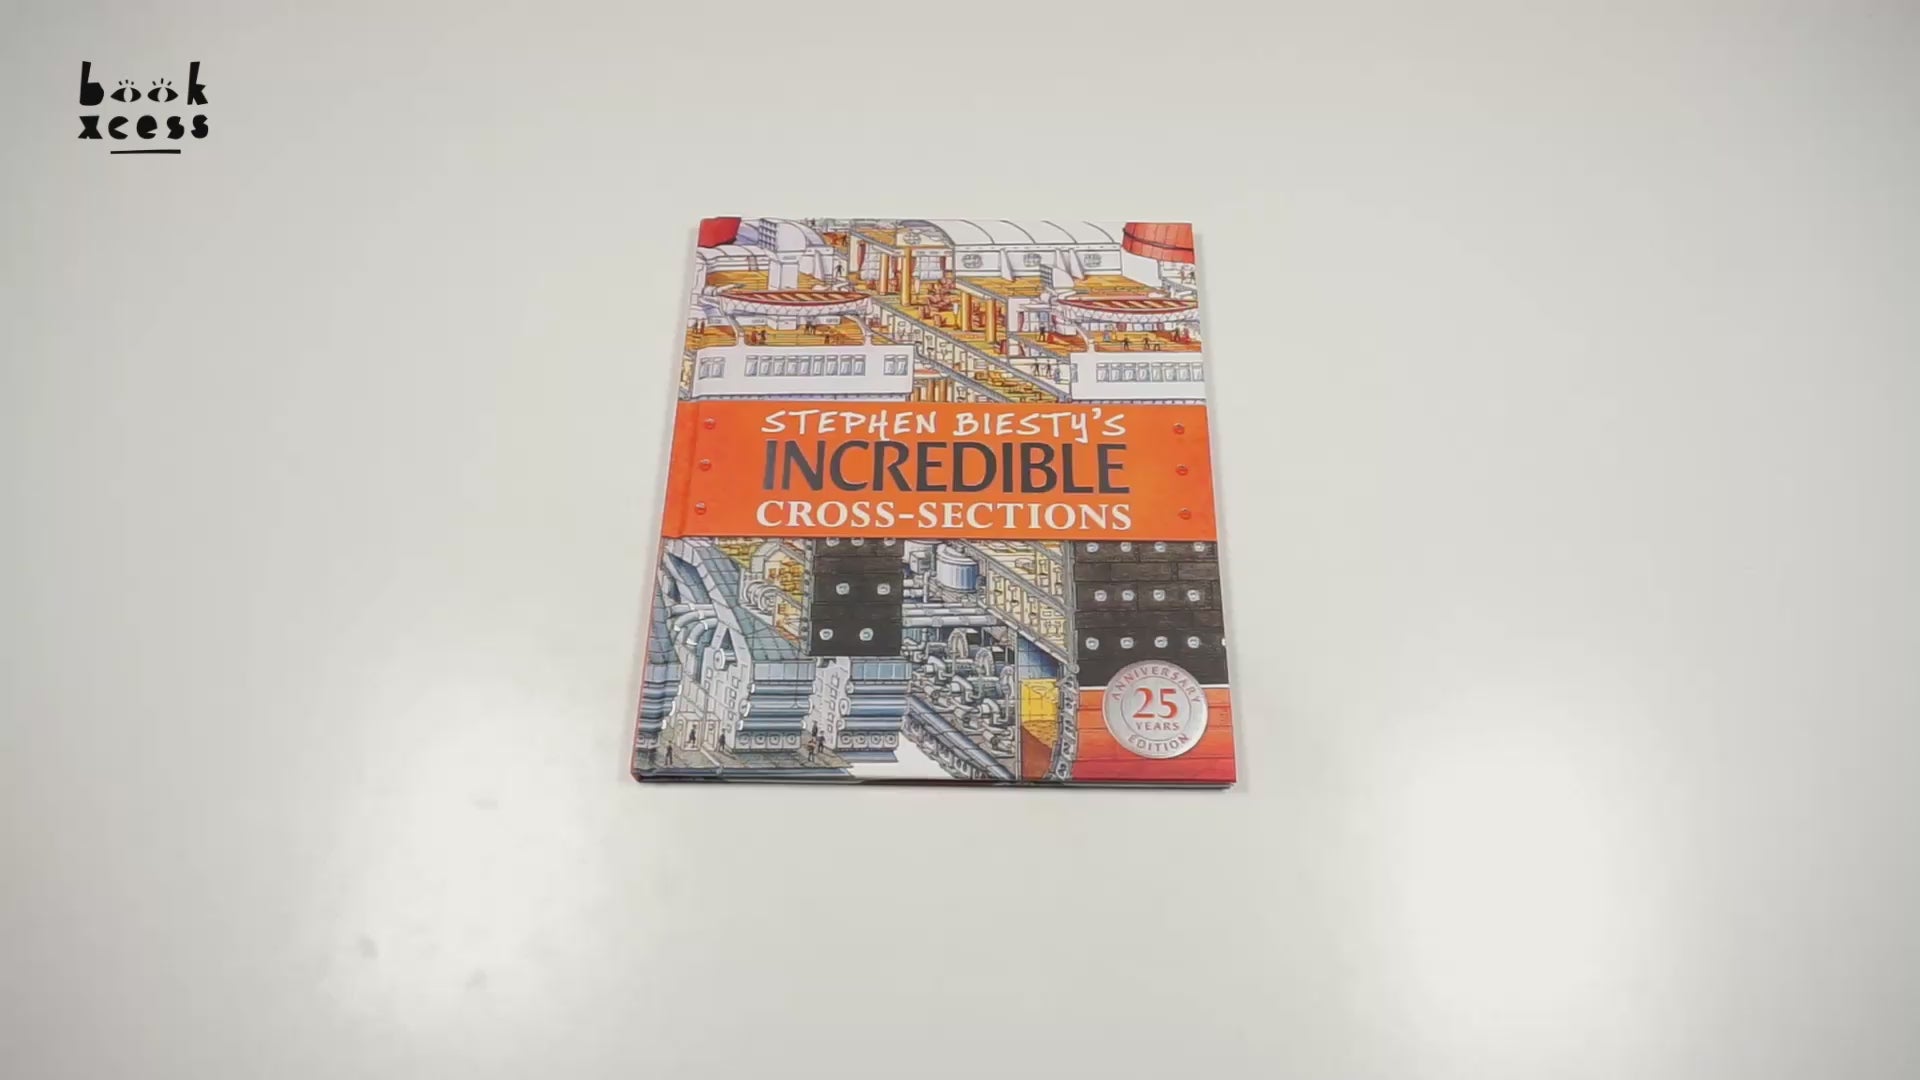 book
xcess
STEPHEN BIESTY'S
INCREDIBLE
CROSS-SECTIONS
ANNIVERSARY
25
YEARS
EDITION